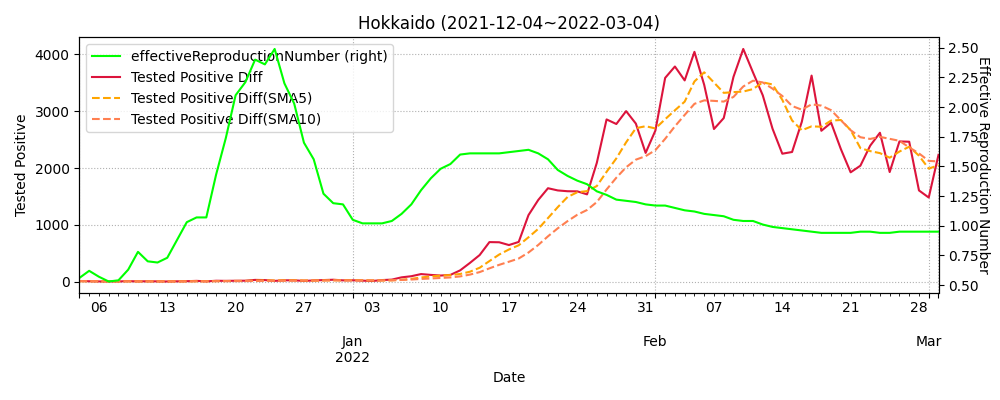 Hokkaido (2021-12-04~2022-03-04)
effectiveReproductionNumber (right)
Tested Positive Diff
Tested Positive Diff(SMA5)
Tested Positive Diff(SMA10)
Tested Positive
4000
3000
2000
1000
0
2.50
2.25
2.00
1.75
1.50
1.25
1.00
0.75
0.50
Effective Reproduction Number
06 13 20 27 03 10 17 24 31 07 14 21 28
Jan Feb Mar
2022
Date